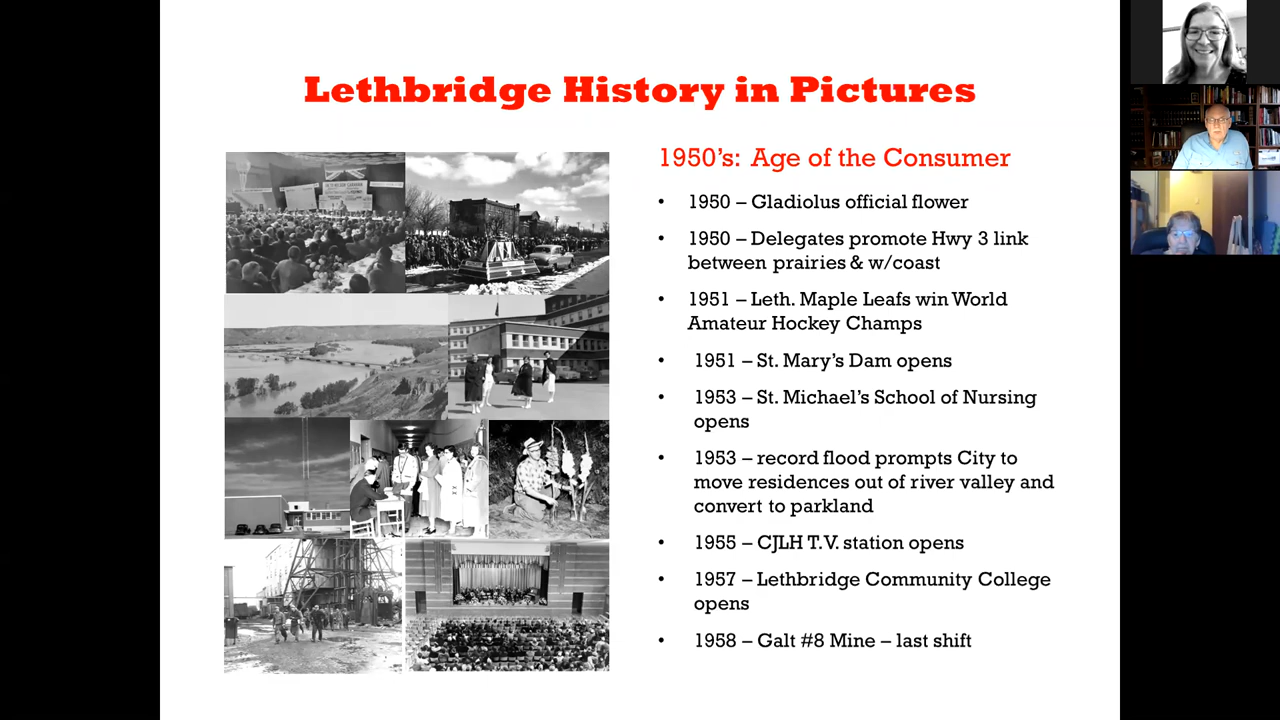 Lethbridge History in Pictures
1950's: Age of the Consumer
• 1950 – Gladiolus official flower
• 1950 – Delegates promote Hwy 3 link
between prairies & w/coast
• 1951 – Leth. Maple Leafs win World
Amateur Hockey Champs
• 1951 – St. Mary's Dam opens
• 1953 – St. Michael's School of Nursing
opens
• 1953 – record flood prompts City to
move residences out of river valley and
convert to parkland
• 1955 – CJLH T.V. station opens
• 1957 – Lethbridge Community College
opens
• 1958 – Galt #8 Mine – last shift